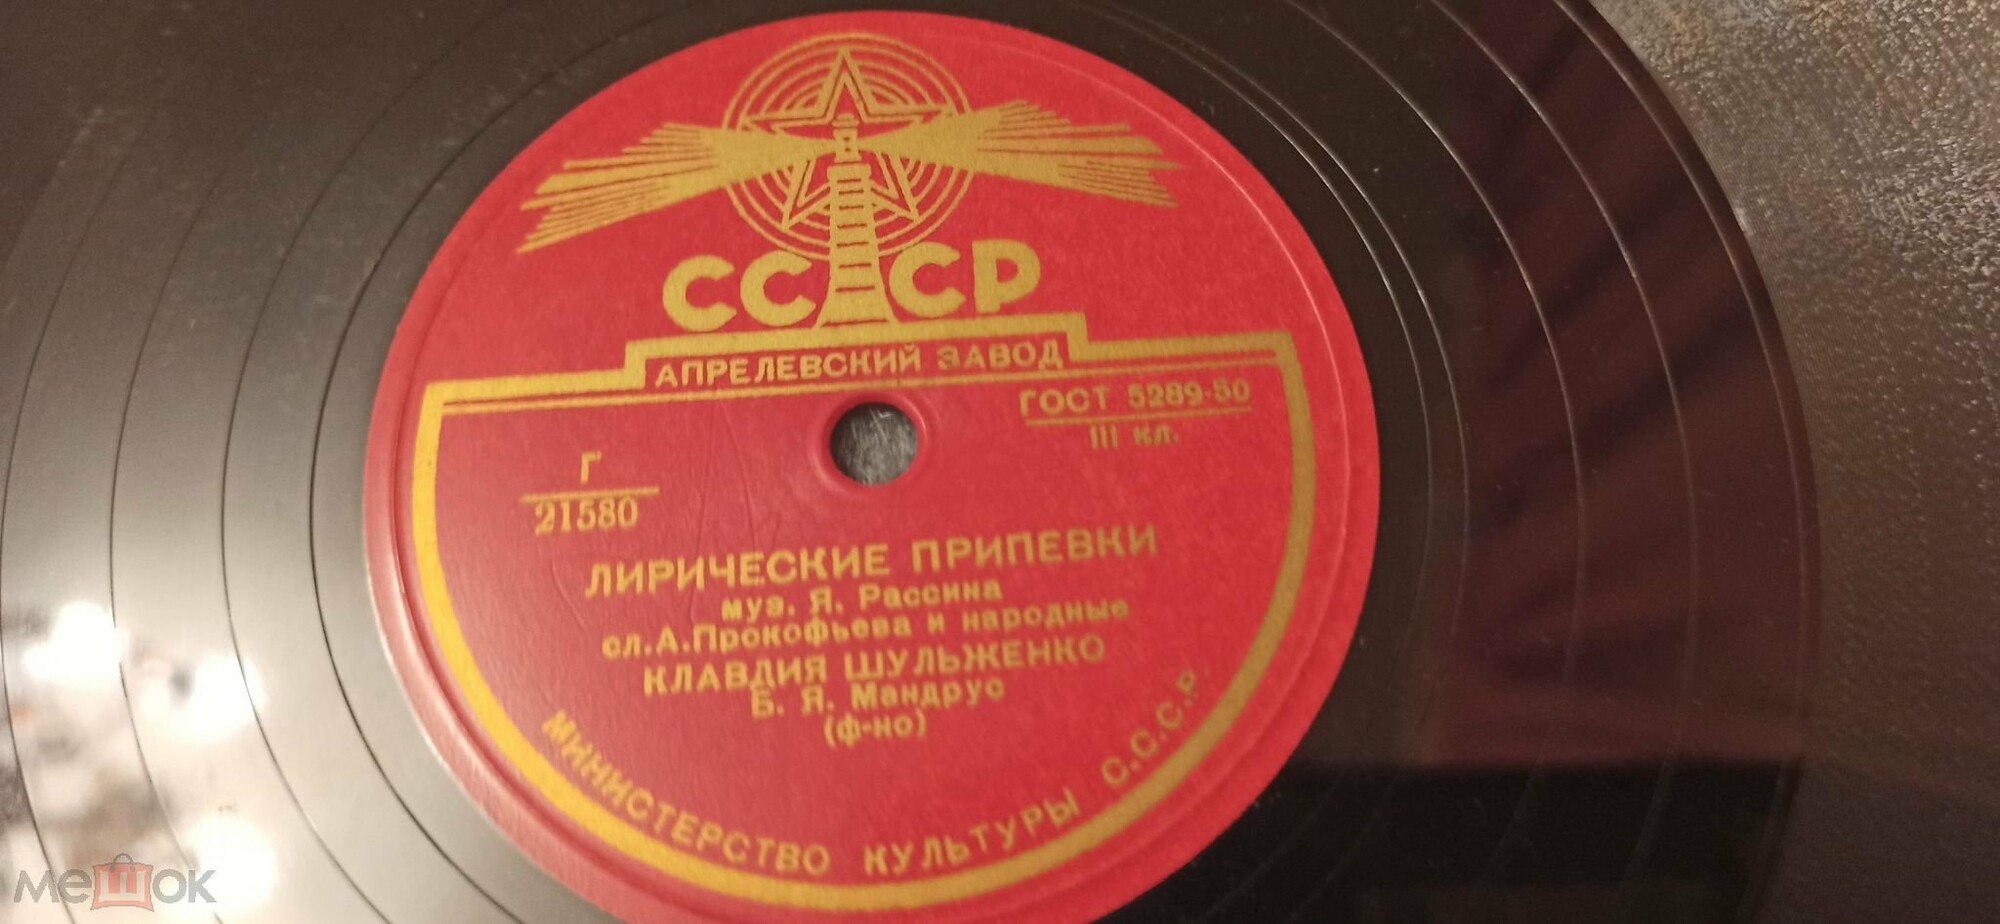 СССР
АПРЕЛЕВСКИЙ ЗАВОД
ГОСТ 5289-50
III кл.
Г
21580
ЛИРИЧЕСКИЕ ПРИПЕВКИ
муз. Я. Рассина
сл. А. Прокофьева и народные
КЛАВДИЯ ШУЛЬЖЕНКО
Б. Я. Мандрус
(ф-но)
МИНИСТЕРСТВО КУЛЬТУРЫ С.С.С.Р.
мешок